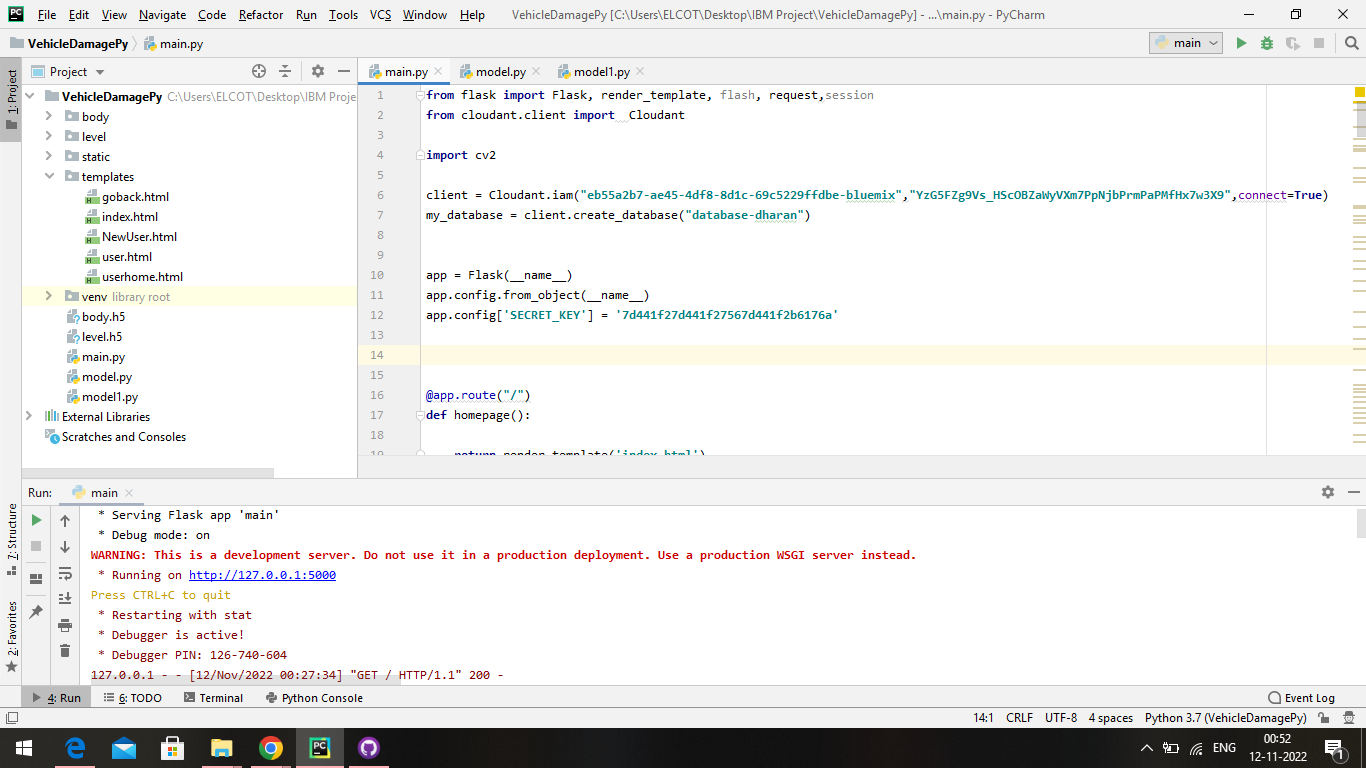 File Edit View Navigate Code Refactor Run Tools VCS Window Help VehicleDamagePy [C:\Users\ELCOT\Desktop\IBM Project\VehicleDamagePy] - ...\main.py - PyCharm
VehicleDamagePy main.py main
1: Project
Project
VehicleDamagePy C:\Users\ELCOT\Desktop\IBM Proje
body
level
static
templates
goback.html
index.html
NewUser.html
user.html
userhome.html
venv library root
body.h5
level.h5
main.py
model.py
model1.py
External Libraries
Scratches and Consoles
main.py model.py model1.py
1 from flask import Flask, render_template, flash, request,session
2 from cloudant.client import  Cloudant
3
4 import cv2
5
6 client = Cloudant.iam("eb55a2b7-ae45-4df8-8d1c-69c5229ffdbe-bluemix","YzG5FZg9Vs_HScOBZaWyVXm7PpNjbPrmPaPMfHx7w3X9",connect=True)
7 my_database = client.create_database("database-dharan")
8
9
10 app = Flask(__name__)
11 app.config.from_object(__name__)
12 app.config['SECRET_KEY'] = '7d441f27d441f27567d441f2b6176a'
13
14
15
16 @app.route("/")
17 def homepage():
18
19 return render_template('index.html')
Run: main
7: Structure
2: Favorites
* Serving Flask app 'main'
* Debug mode: on
WARNING: This is a development server. Do not use it in a production deployment. Use a production WSGI server instead.
* Running on http://127.0.0.1:5000
Press CTRL+C to quit
* Restarting with stat
* Debugger is active!
* Debugger PIN: 126-740-604
127.0.0.1 - - [12/Nov/2022 00:27:34] "GET / HTTP/1.1" 200 -
4: Run 6: TODO Terminal Python Console Event Log
14:1 CRLF UTF-8 4 spaces Python 3.7 (VehicleDamagePy)
PC ENG 00:52
12-11-2022 1